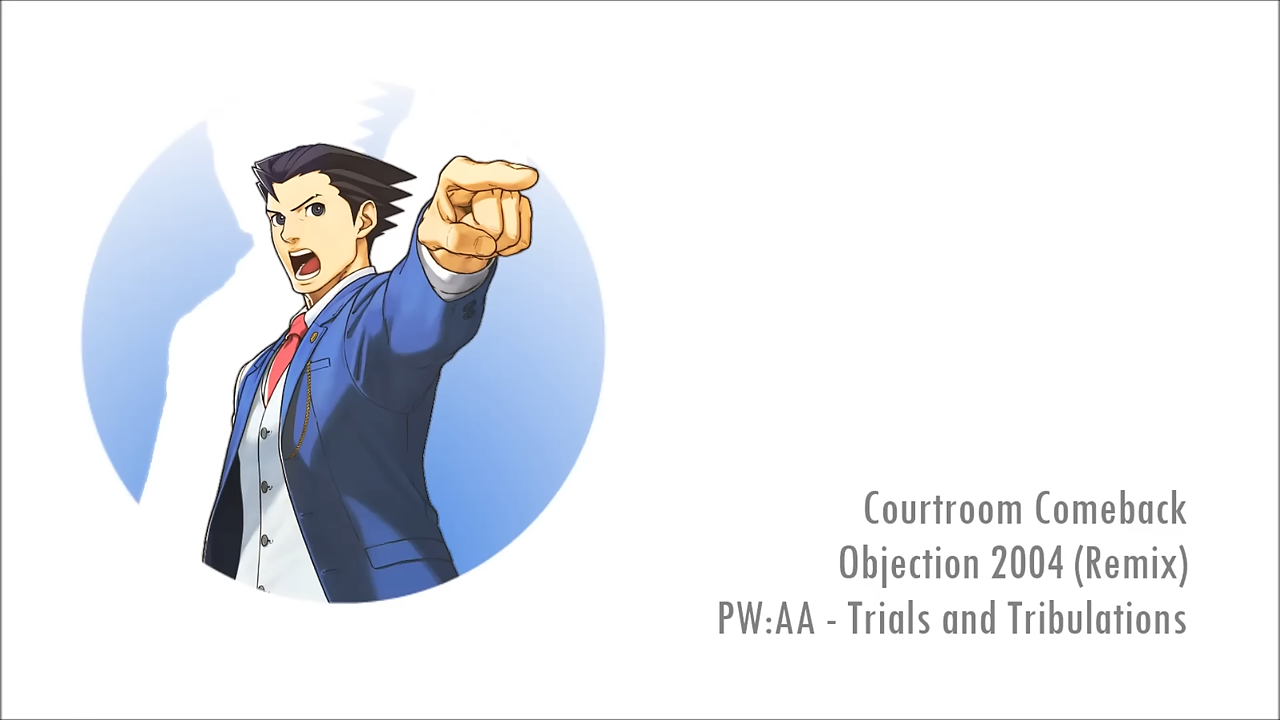 Courtroom Comeback
Objection 2004 (Remix)
PW:AA - Trials and Tribulations